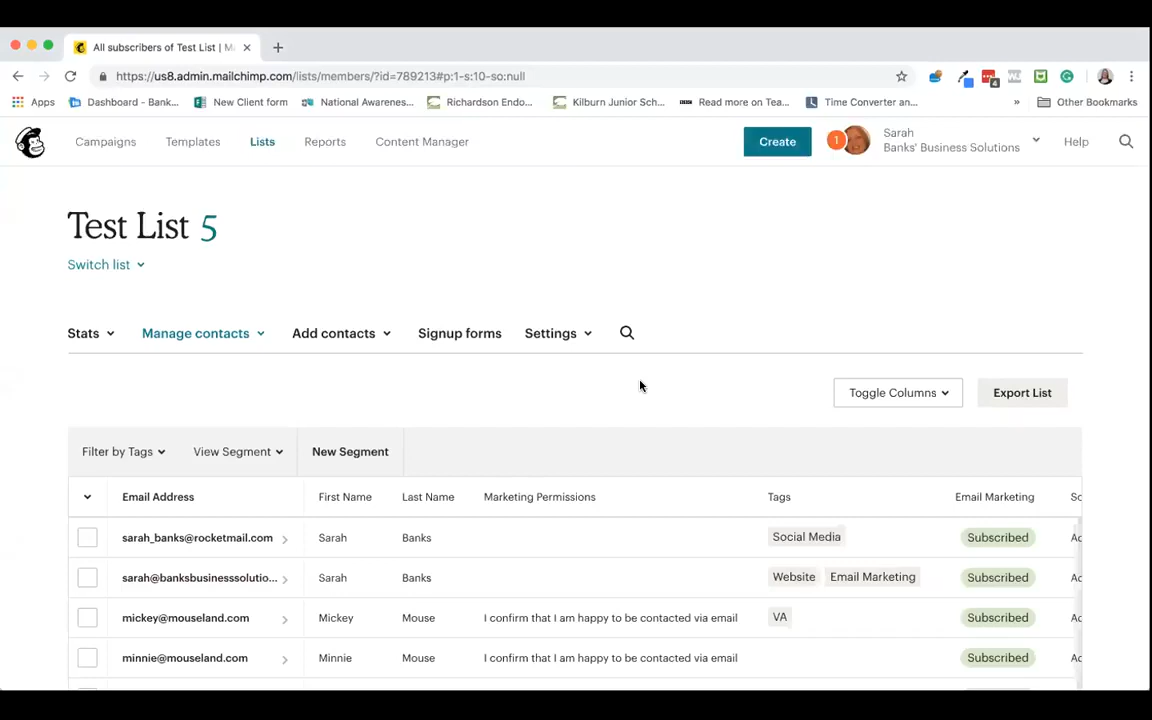 All subscribers of Test List | M
https://us8.admin.mailchimp.com/lists/members/?id=789213#p:1-s:10-so:null
Apps
Dashboard - Bank...
New Client form
National Awarenes...
Richardson Endo...
Kilburn Junior Sch...
Read more on Tea...
Time Converter an...
»
Other Bookmarks
Campaigns
Templates
Lists
Reports
Content Manager
Create
1
Sarah
Banks' Business Solutions
Help
Test List 5
Switch list
Stats
Manage contacts
Add contacts
Signup forms
Settings
Toggle Columns
Export List
Filter by Tags
View Segment
New Segment
Email Address
First Name
Last Name
Marketing Permissions
Tags
Email Marketing
So
sarah_banks@rocketmail.com
Sarah
Banks
Social Media
Subscribed
Ad
sarah@banksbusinesssolutio...
Sarah
Banks
Website
Email Marketing
Subscribed
Ad
mickey@mouseland.com
Mickey
Mouse
I confirm that I am happy to be contacted via email
VA
Subscribed
Ad
minnie@mouseland.com
Minnie
Mouse
I confirm that I am happy to be contacted via email
Subscribed
Ad